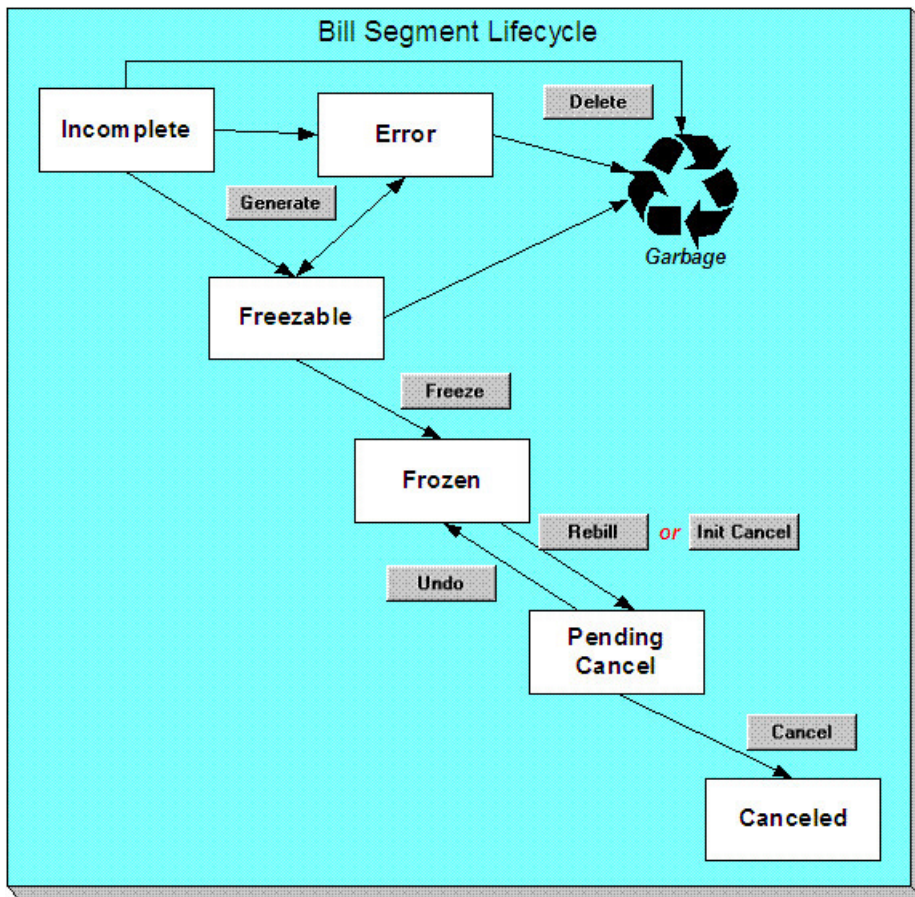 Bill Segment Lifecycle
Delete
Incomplete
Error
Generate
Garbage
Freezable
Freeze
Frozen
Rebill or Init Cancel
Undo
Pending
Cancel
Cancel
Canceled